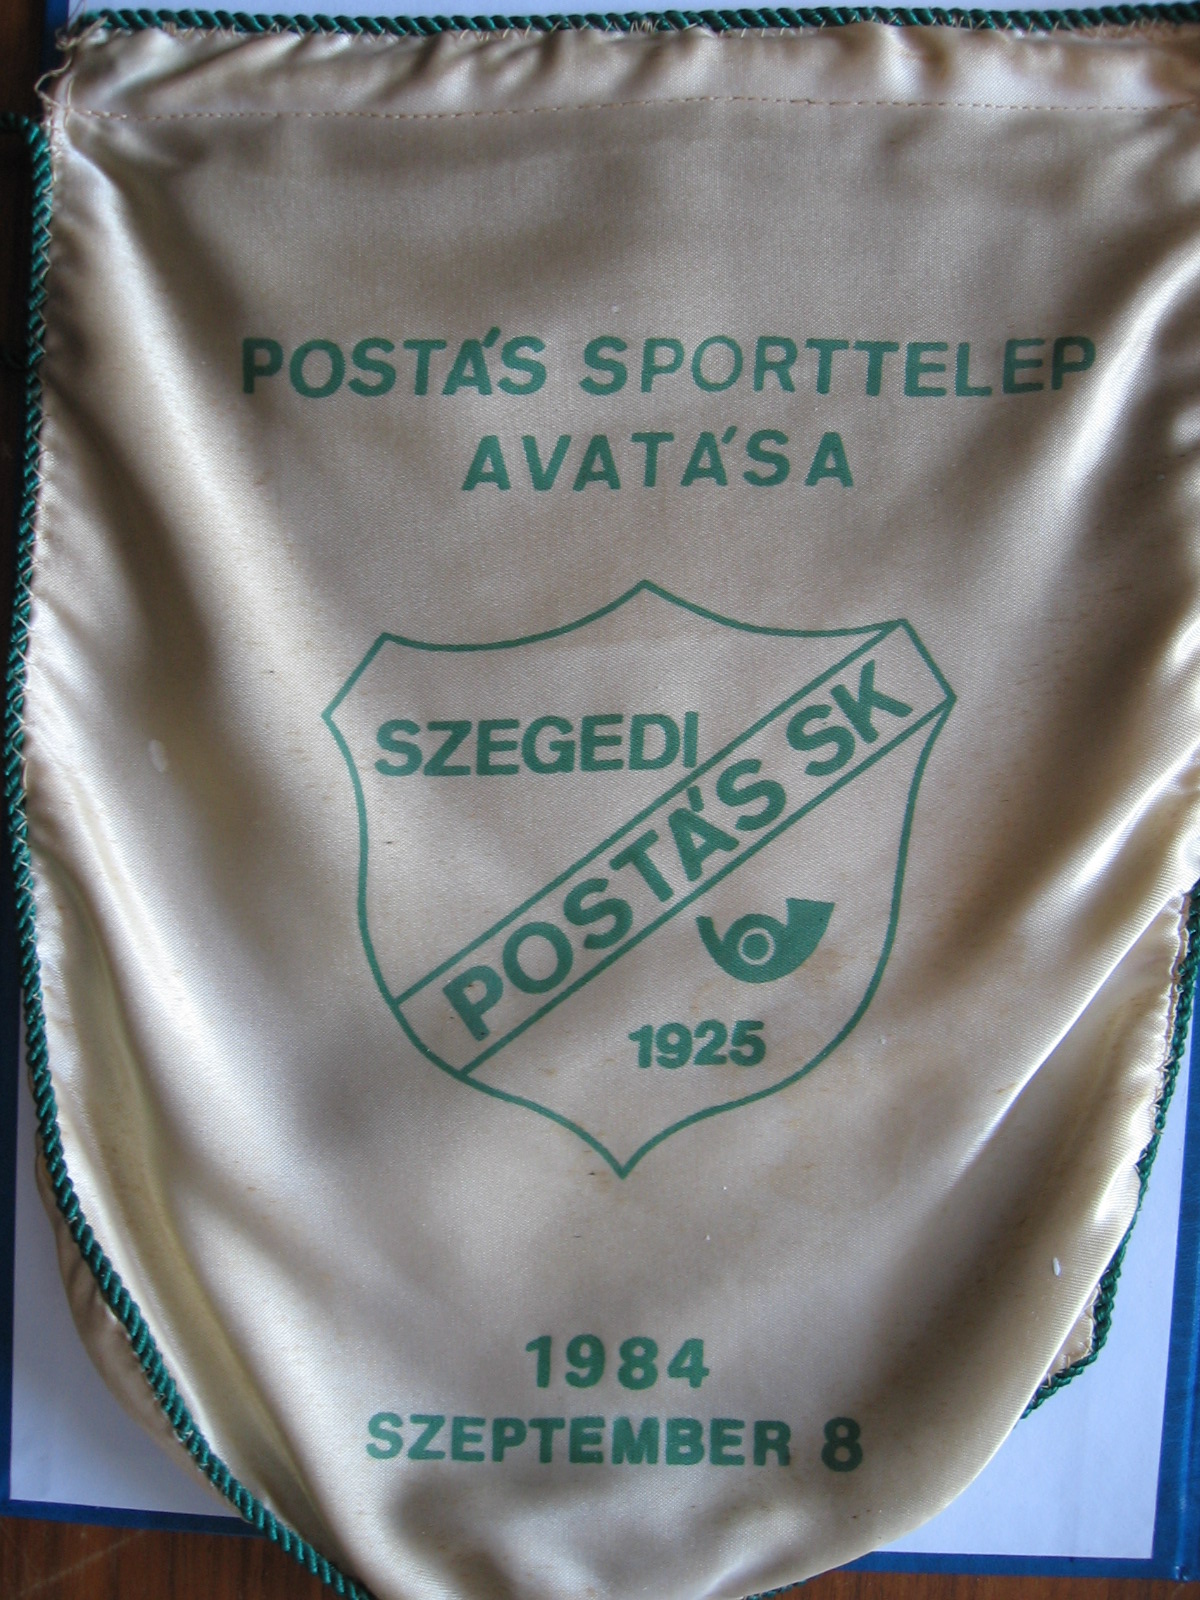 POSTÁS SPORTTELEP
AVATÁSA
SZEGEDI
POSTÁS SK
1925
1984
SZEPTEMBER 8